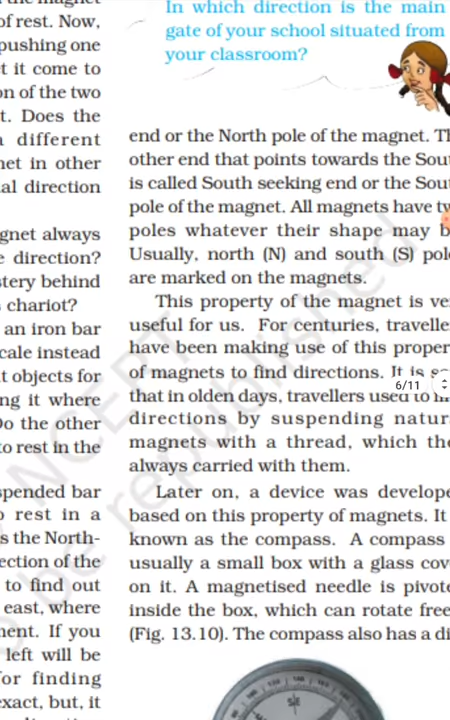 the magnet
of rest. Now,
pushing one
t it come to
on of the two
t. Does the
a different
net in other
al direction
gnet always
e direction?
stery behind
s chariot?
an iron bar
scale instead
t objects for
ng it where
Do the other
to rest in the
spended bar
o rest in a
s the North-
ection of the
to find out
east, where
ment. If you
left will be
for finding
exact, but, it
In which direction is the main
gate of your school situated from
your classroom?
end or the North pole of the magnet. Th
other end that points towards the Sout
is called South seeking end or the Sout
pole of the magnet. All magnets have tw
poles whatever their shape may b
Usually, north (N) and south (S) pol
are marked on the magnets.
This property of the magnet is ve
useful for us. For centuries, travelle
have been making use of this proper
of magnets to find directions. It is
6/11
that in olden days, travellers used to
directions by suspending natur
magnets with a thread, which the
always carried with them.
Later on, a device was develope
based on this property of magnets. It
known as the compass. A compass
usually a small box with a glass cov
on it. A magnetised needle is pivote
inside the box, which can rotate free
(Fig. 13.10). The compass also has a di
NCERT
be republished